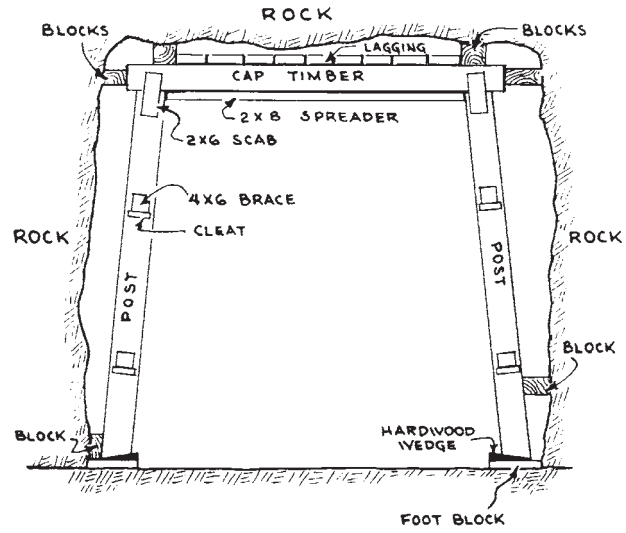 ROCK
BLOCKS
BLOCKS
LAGGING
CAP TIMBER
2X8 SPREADER
2X6 SCAB
4X6 BRACE
CLEAT
ROCK
ROCK
POST
POST
BLOCK
BLOCK
HARDWOOD
WEDGE
FOOT BLOCK